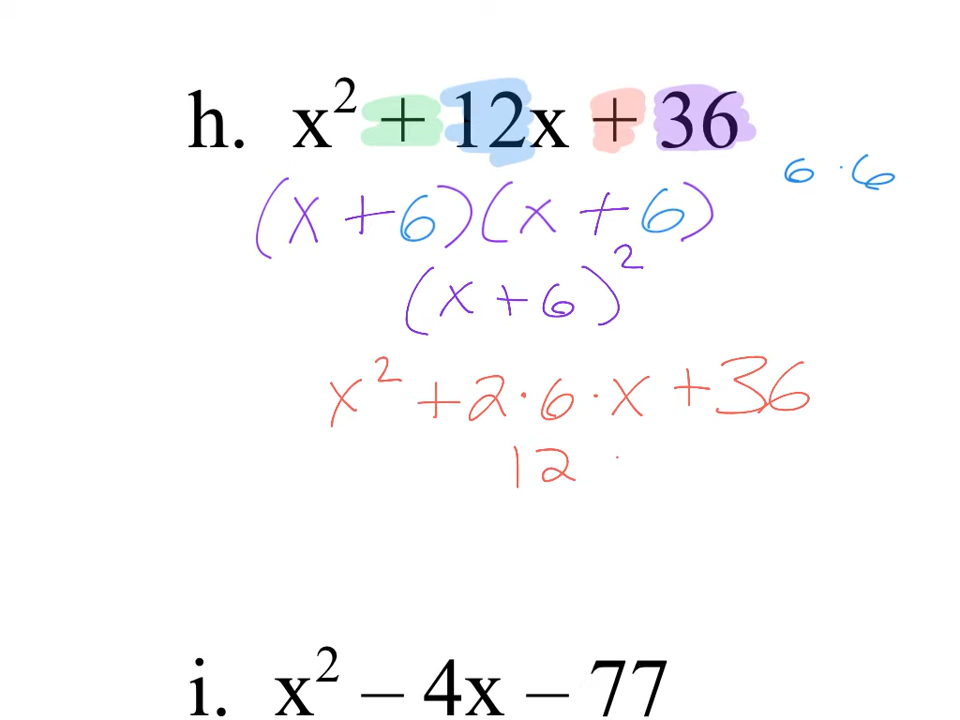 h. x² + 12x + 36
6 · 6
(x + 6)(x + 6)
(x + 6)²
x² + 2 · 6 · x + 36
12
i. x² – 4x – 77